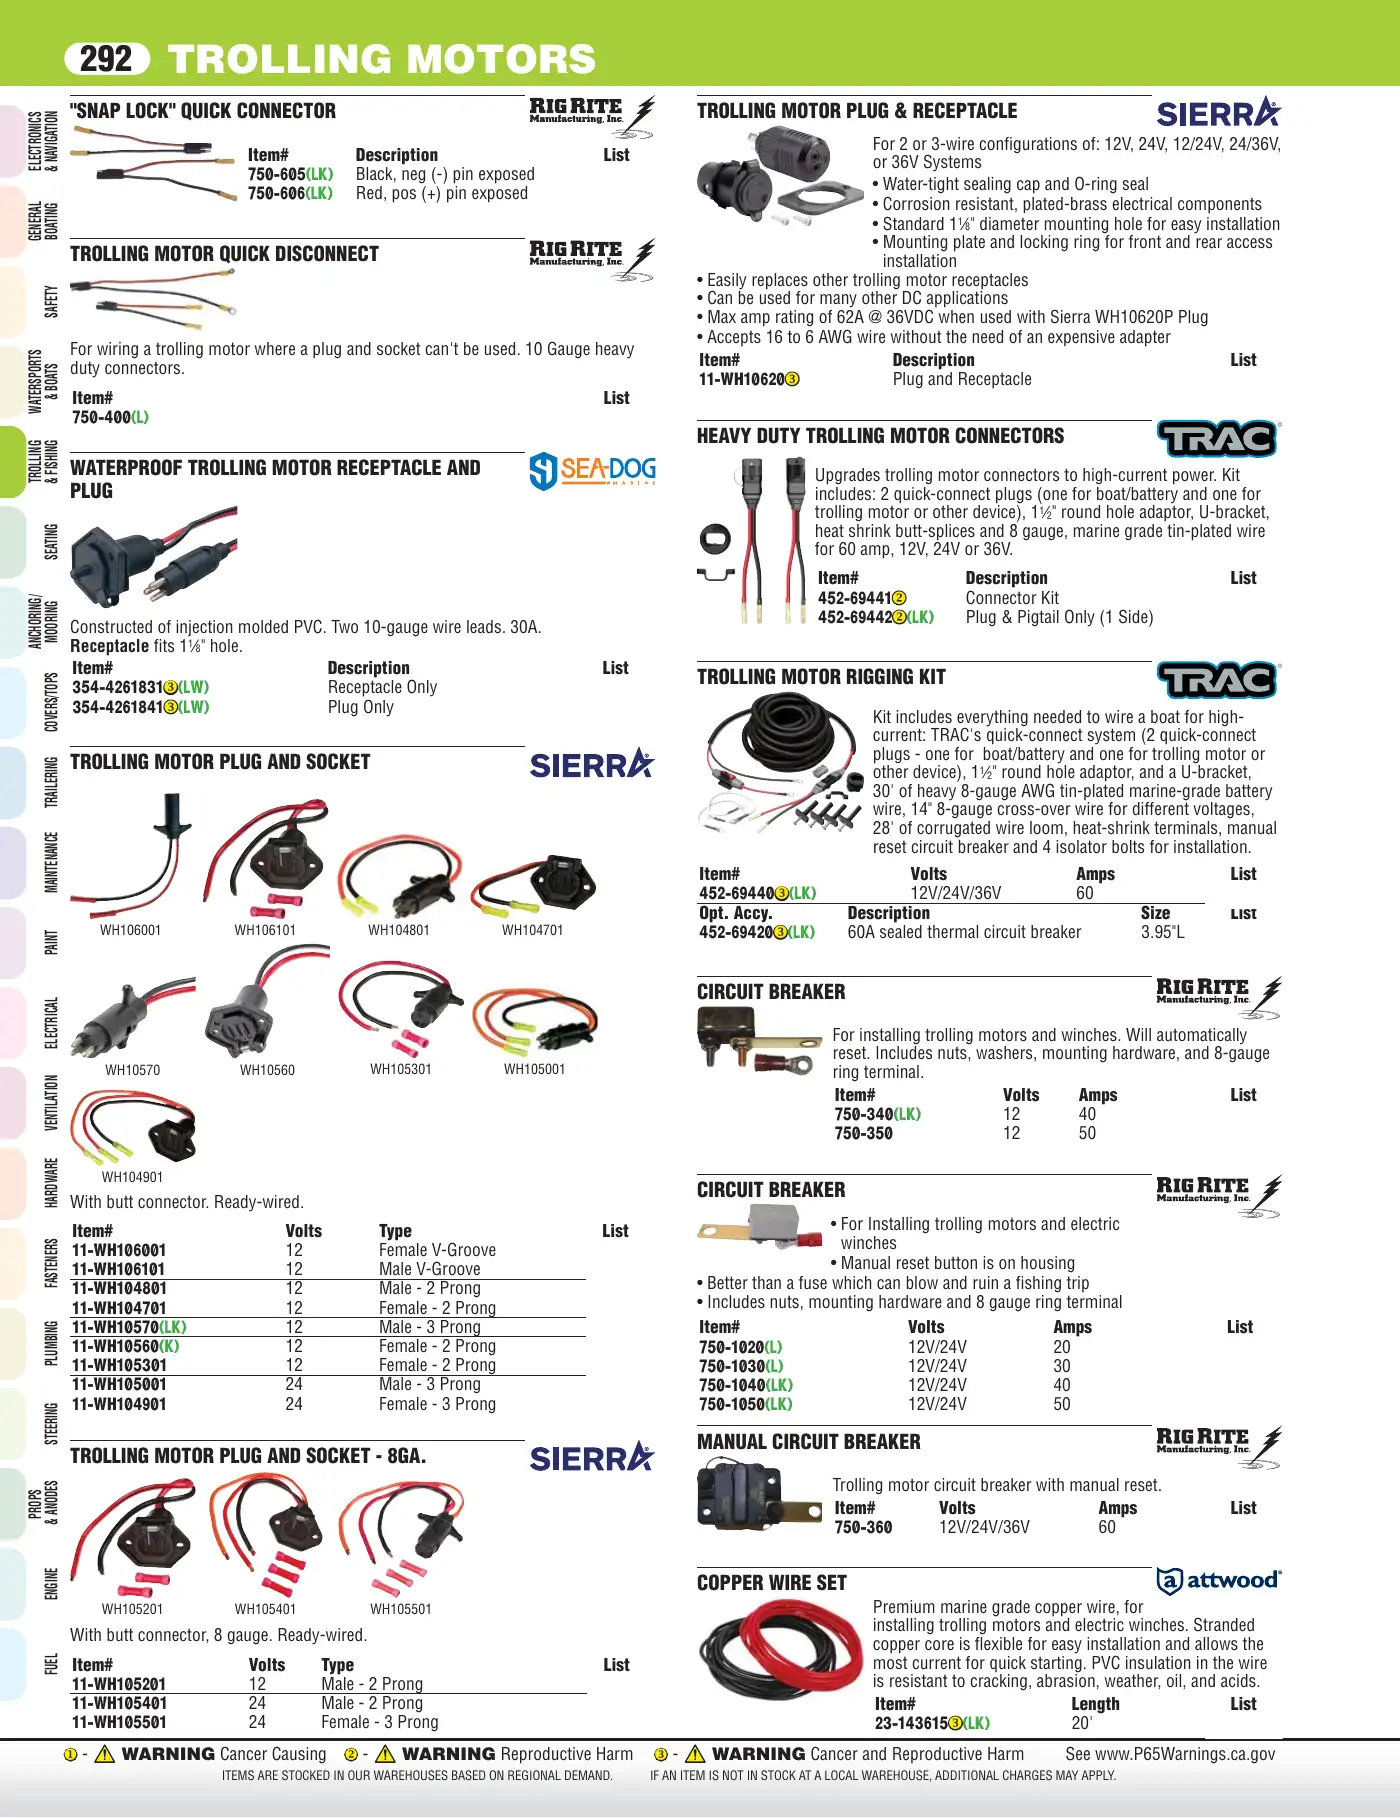 292 TROLLING MOTORS
ELECTRONICS
& NAVIGATION
GENERAL
BOATING
SAFETY
WATERSPORTS
& BOATS
TROLLING
& FISHING
SEATING
ANCHORING/
MOORING
COVERS/TOPS
TRAILERING
MAINTENANCE
PAINT
ELECTRICAL
VENTILATION
HARDWARE
FASTENERS
PLUMBING
STEERING
PROPS
& ANODES
ENGINE
FUEL
"SNAP LOCK" QUICK CONNECTOR
RIG RITE
Manufacturing, Inc.
Item# Description List
750-605(LK) Black, neg (-) pin exposed
750-606(LK) Red, pos (+) pin exposed
TROLLING MOTOR QUICK DISCONNECT
RIG RITE
Manufacturing, Inc.
For wiring a trolling motor where a plug and socket can't be used. 10 Gauge heavy
duty connectors.
Item# List
750-400(L)
WATERPROOF TROLLING MOTOR RECEPTACLE AND
PLUG
SEA-DOG
MARINE
Constructed of injection molded PVC. Two 10-gauge wire leads. 30A.
Receptacle fits 1⅛" hole.
Item# Description List
354-4261831 3 (LW) Receptacle Only
354-4261841 3 (LW) Plug Only
TROLLING MOTOR PLUG AND SOCKET
SIERRA
WH106001 WH106101 WH104801 WH104701
WH10570 WH10560 WH105301 WH105001
WH104901
With butt connector. Ready-wired.
Item# Volts Type List
11-WH106001 12 Female V-Groove
11-WH106101 12 Male V-Groove
11-WH104801 12 Male - 2 Prong
11-WH104701 12 Female - 2 Prong
11-WH10570(LK) 12 Male - 3 Prong
11-WH10560(K) 12 Female - 2 Prong
11-WH105301 12 Female - 2 Prong
11-WH105001 24 Male - 3 Prong
11-WH104901 24 Female - 3 Prong
TROLLING MOTOR PLUG AND SOCKET - 8GA.
SIERRA
WH105201 WH105401 WH105501
With butt connector, 8 gauge. Ready-wired.
Item# Volts Type List
11-WH105201 12 Male - 2 Prong
11-WH105401 24 Male - 2 Prong
11-WH105501 24 Female - 3 Prong
TROLLING MOTOR PLUG & RECEPTACLE
SIERRA
For 2 or 3-wire configurations of: 12V, 24V, 12/24V, 24/36V,
or 36V Systems
• Water-tight sealing cap and O-ring seal
• Corrosion resistant, plated-brass electrical components
• Standard 1⅛" diameter mounting hole for easy installation
• Mounting plate and locking ring for front and rear access
installation
• Easily replaces other trolling motor receptacles
• Can be used for many other DC applications
• Max amp rating of 62A @ 36VDC when used with Sierra WH10620P Plug
• Accepts 16 to 6 AWG wire without the need of an expensive adapter
Item# Description List
11-WH10620 3 Plug and Receptacle
HEAVY DUTY TROLLING MOTOR CONNECTORS
TRAC
Upgrades trolling motor connectors to high-current power. Kit
includes: 2 quick-connect plugs (one for boat/battery and one for
trolling motor or other device), 1½" round hole adaptor, U-bracket,
heat shrink butt-splices and 8 gauge, marine grade tin-plated wire
for 60 amp, 12V, 24V or 36V.
Item# Description List
452-69441 2 Connector Kit
452-69442 2 (LK) Plug & Pigtail Only (1 Side)
TROLLING MOTOR RIGGING KIT
TRAC
Kit includes everything needed to wire a boat for high-
current: TRAC's quick-connect system (2 quick-connect
plugs - one for boat/battery and one for trolling motor or
other device), 1½" round hole adaptor, and a U-bracket,
30' of heavy 8-gauge AWG tin-plated marine-grade battery
wire, 14" 8-gauge cross-over wire for different voltages,
28' of corrugated wire loom, heat-shrink terminals, manual
reset circuit breaker and 4 isolator bolts for installation.
Item# Volts Amps List
452-69440 3 (LK) 12V/24V/36V 60
Opt. Accy. Description Size List
452-69420 3 (LK) 60A sealed thermal circuit breaker 3.95"L
CIRCUIT BREAKER
RIG RITE
Manufacturing, Inc.
For installing trolling motors and winches. Will automatically
reset. Includes nuts, washers, mounting hardware, and 8-gauge
ring terminal.
Item# Volts Amps List
750-340(LK) 12 40
750-350 12 50
CIRCUIT BREAKER
RIG RITE
Manufacturing, Inc.
• For Installing trolling motors and electric
winches
• Manual reset button is on housing
• Better than a fuse which can blow and ruin a fishing trip
• Includes nuts, mounting hardware and 8 gauge ring terminal
Item# Volts Amps List
750-1020(L) 12V/24V 20
750-1030(L) 12V/24V 30
750-1040(LK) 12V/24V 40
750-1050(LK) 12V/24V 50
MANUAL CIRCUIT BREAKER
RIG RITE
Manufacturing, Inc.
Trolling motor circuit breaker with manual reset.
Item# Volts Amps List
750-360 12V/24V/36V 60
COPPER WIRE SET
attwood
Premium marine grade copper wire, for
installing trolling motors and electric winches. Stranded
copper core is flexible for easy installation and allows the
most current for quick starting. PVC insulation in the wire
is resistant to cracking, abrasion, weather, oil, and acids.
Item# Length List
23-143615 3 (LK) 20'
1 - WARNING Cancer Causing 2 - WARNING Reproductive Harm 3 - WARNING Cancer and Reproductive Harm See www.P65Warnings.ca.gov
ITEMS ARE STOCKED IN OUR WAREHOUSES BASED ON REGIONAL DEMAND. IF AN ITEM IS NOT IN STOCK AT A LOCAL WAREHOUSE, ADDITIONAL CHARGES MAY APPLY.